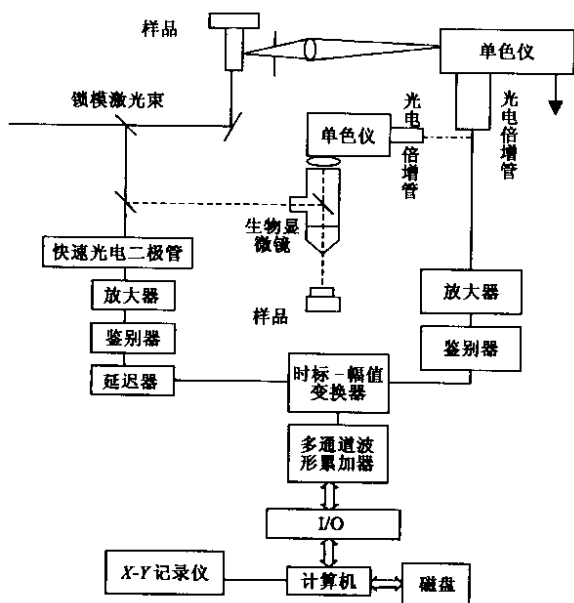 样品
单色仪
锁模激光束
光电倍增管
单色仪
光电倍增管
生物显
微镜
快速光电二极管
放大器
样品
放大器
鉴别器
鉴别器
延迟器
时标－幅值
变换器
多通道波
形累加器
I/O
X-Y 记录仪
计算机
磁盘